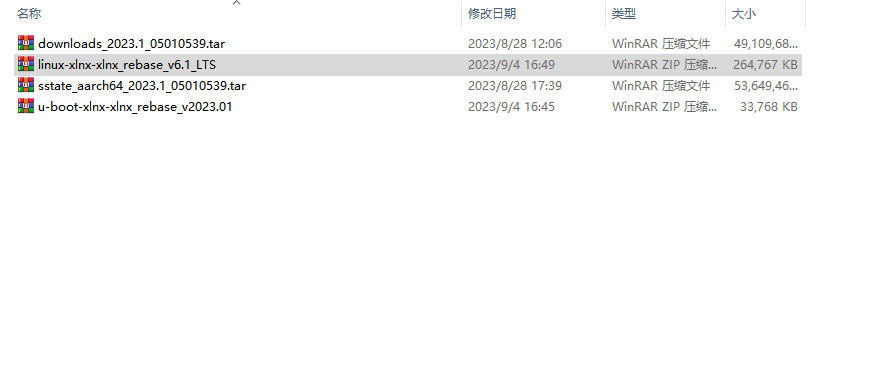 名称 修改日期 类型 大小
downloads_2023.1_05010539.tar 2023/8/28 12:06 WinRAR 压缩文件 49,109,68...
linux-xlnx-xlnx_rebase_v6.1_LTS 2023/9/4 16:49 WinRAR ZIP 压缩... 264,767 KB
sstate_aarch64_2023.1_05010539.tar 2023/8/28 17:39 WinRAR 压缩文件 53,649,46...
u-boot-xlnx-xlnx_rebase_v2023.01 2023/9/4 16:45 WinRAR ZIP 压缩... 33,768 KB